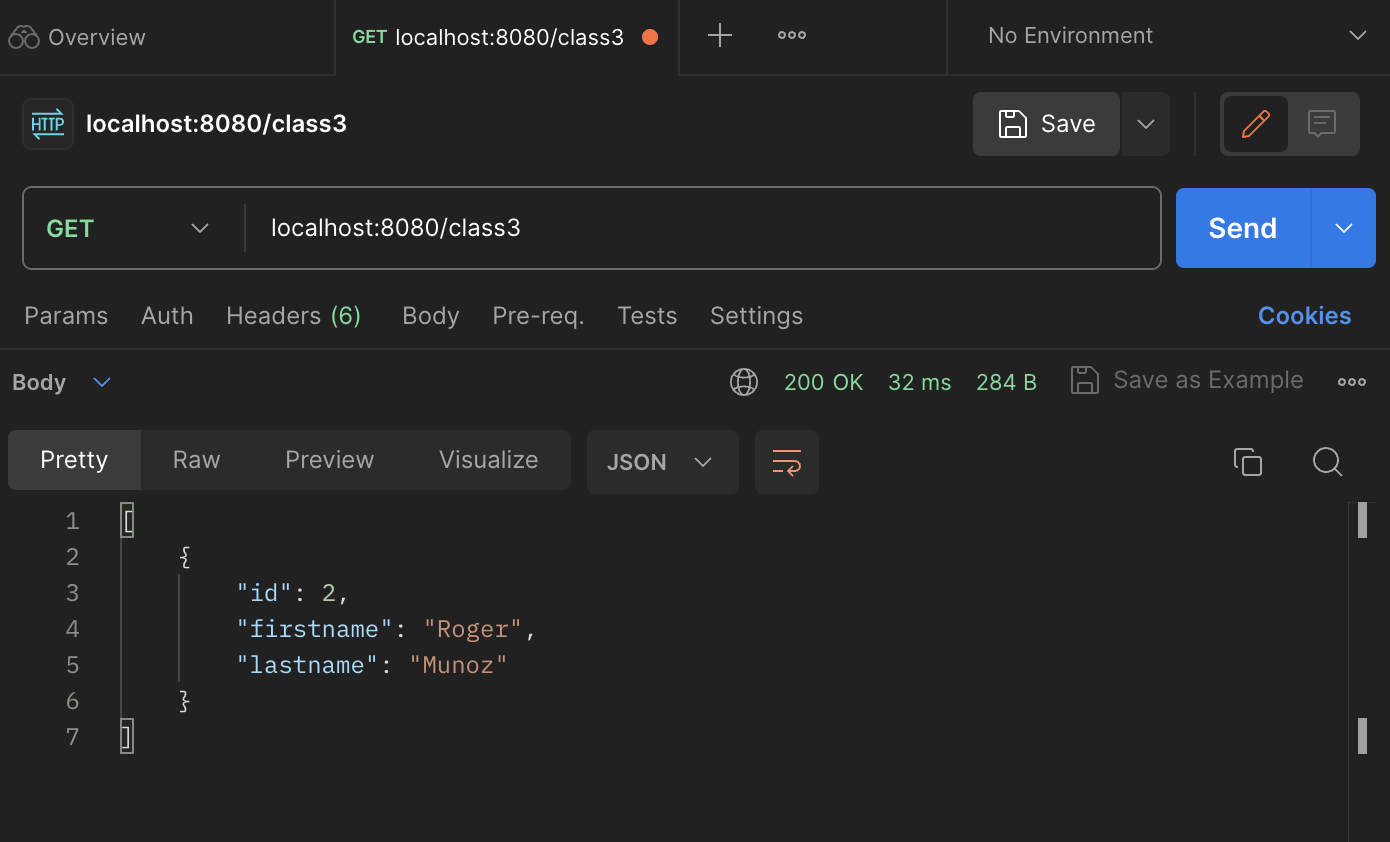 Overview
GET localhost:8080/class3
No Environment
HTTP localhost:8080/class3
Save
GET localhost:8080/class3
Send
Params Auth Headers (6) Body Pre-req. Tests Settings Cookies
Body 200 OK 32 ms 284 B Save as Example
Pretty Raw Preview Visualize JSON
1 [
2 {
3 "id": 2,
4 "firstname": "Roger",
5 "lastname": "Munoz"
6 }
7 ]